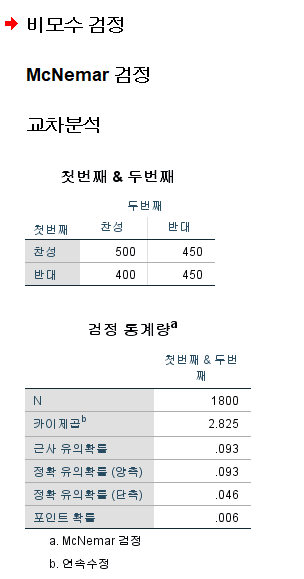 비모수 검정
McNemar 검정
교차분석
첫번째 & 두번째
두번째
첫번째 찬성 반대
찬성 500 450
반대 400 450
검정 통계량a
첫번째 & 두번
째
N 1800
카이제곱b 2.825
근사 유의확률 .093
정확 유의확률 (양측) .093
정확 유의확률 (단측) .046
포인트 확률 .006
a. McNemar 검정
b. 연속수정